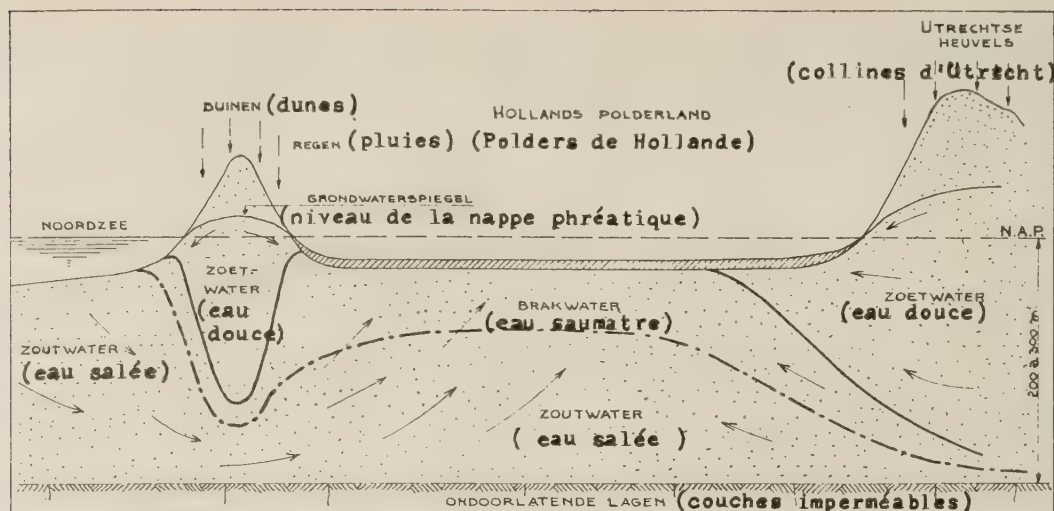 UTRECHTSE
HEUVELS
(collines d'Utrecht)
DUINEN (dunes)
HOLLANDS POLDERLAND
REGEN (pluies) (Polders de Hollande)
GRONDWATERSPIEGEL
(niveau de la nappe phréatique)
NOORDZEE
N.A.P.
ZOET-
WATER
(eau
douce)
BRAKWATER
(eau saumatre)
ZOETWATER
(eau douce)
ZOUTWATER
(eau salée)
200 à 300 m.
ZOUTWATER
( eau salée )
ONDOORLATENDE LAGEN (couches imperméables)